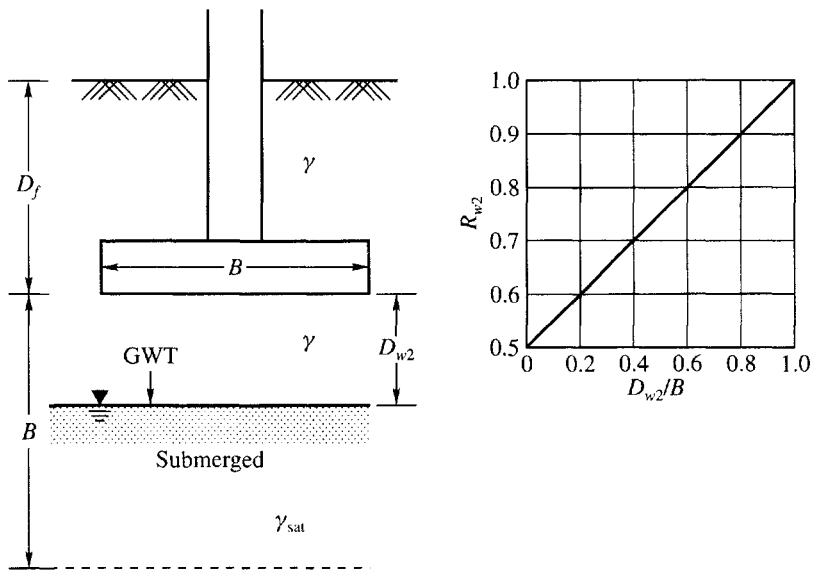 γ
D_f
B
γ
D_w2
GWT
B
Submerged
γ_sat
1.0
0.9
0.8
0.7
0.6
0.5
R_w2
0 0.2 0.4 0.6 0.8 1.0
D_w2/B